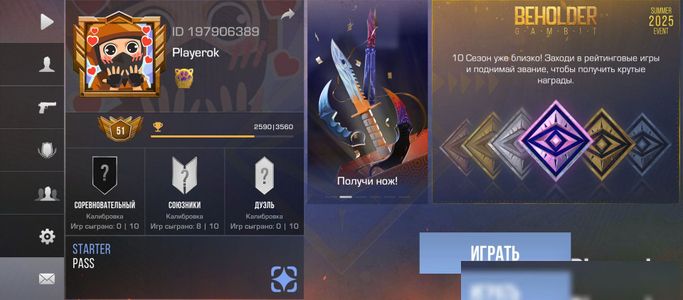 ID 197906389
Playerok
51
2590|3560
?
СОРЕВНОВАТЕЛЬНЫЙ
Калибровка
Игр сыграно: 0 | 10
?
СОЮЗНИКИ
Калибровка
Игр сыграно: 8 | 10
?
ДУЭЛЬ
Калибровка
Игр сыграно: 0 | 10
STARTER
PASS
Получи нож!
BEHOLDER
GAMBIT
SUMMER
2025
EVENT
10 Сезон уже близко! Заходи в рейтинговые игры
и поднимай звание, чтобы получить крутые
награды.
ИГРАТЬ